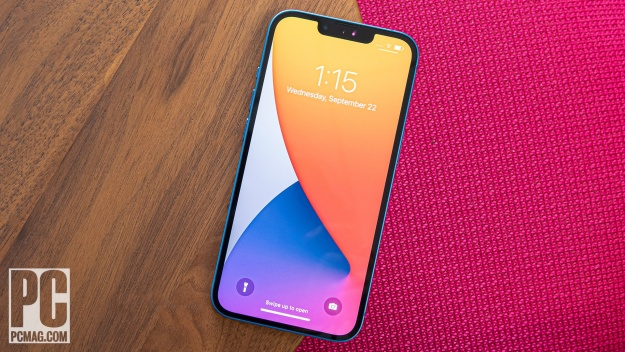 1:15
Wednesday, September 22
Swipe up to open
PC
PCMAG.COM